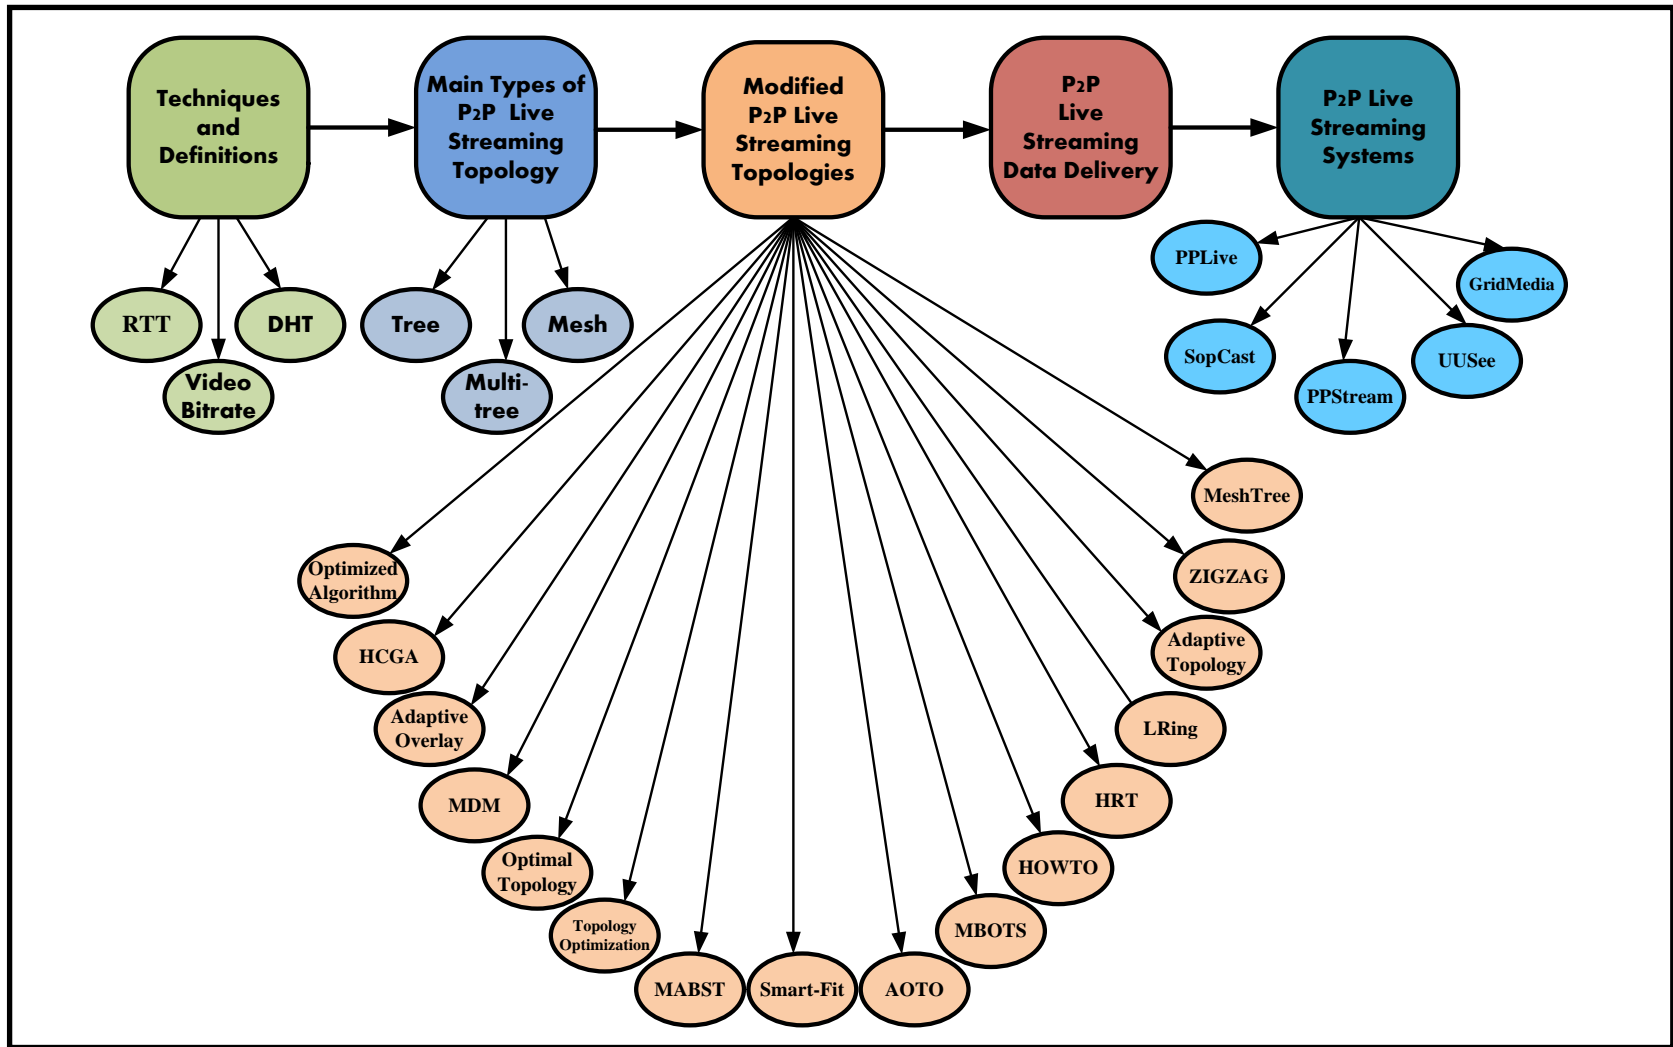 Techniques
and
Definitions
Main Types of
P2P Live
Streaming
Topology
Modified
P2P Live
Streaming
Topologies
P2P
Live
Streaming
Data Delivery
P2P Live
Streaming
Systems
RTT
Video
Bitrate
DHT
Tree
Multi-
tree
Mesh
PPLive
SopCast
PPStream
UUSee
GridMedia
Optimized
Algorithm
HCGA
Adaptive
Overlay
MDM
Optimal
Topology
Topology
Optimization
MABST
Smart-Fit
AOTO
MBOTS
HOWTO
HRT
LRing
Adaptive
Topology
ZIGZAG
MeshTree